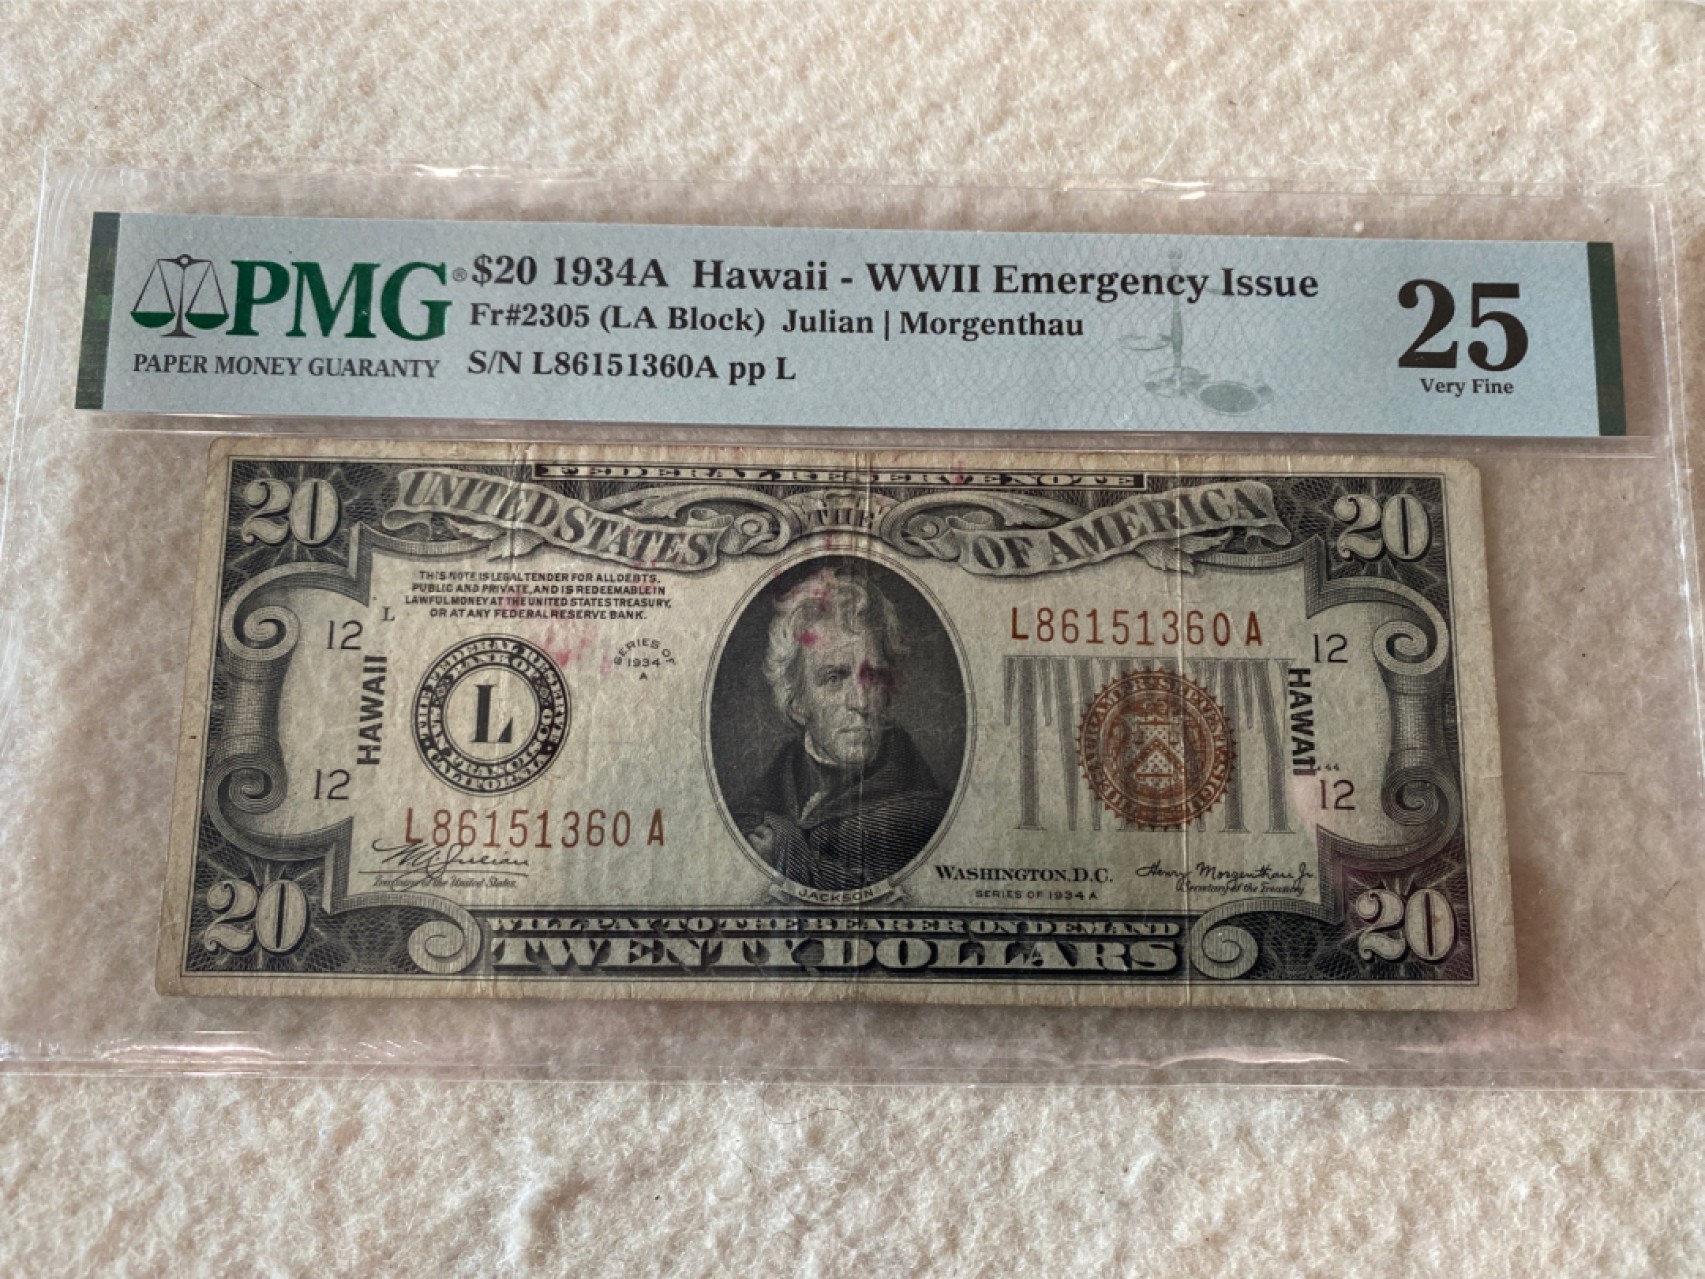 PMG®
PAPER MONEY GUARANTY
$20 1934A Hawaii - WWII Emergency Issue
Fr#2305 (LA Block) Julian | Morgenthau
S/N L86151360A pp L
25
Very Fine
FEDERAL RESERVE NOTE
20
UNITED STATES
THE
OF AMERICA
20
THIS NOTE IS LEGAL TENDER FOR ALL DEBTS,
PUBLIC AND PRIVATE, AND IS REDEEMABLE IN
LAWFUL MONEY AT THE UNITED STATES TREASURY,
OR AT ANY FEDERAL RESERVE BANK.
L
12
SERIES OF
1934
A
L86151360 A
12
HAWAII
L
HAWAII
12
44
12
L86151360 A
Treasurer of the United States.
JACKSON
WASHINGTON, D.C.
SERIES OF 1934 A
Henry Morgenthau Jr.
Secretary of the Treasury
20
WILL PAY TO THE BEARER ON DEMAND
TWENTY DOLLARS
20